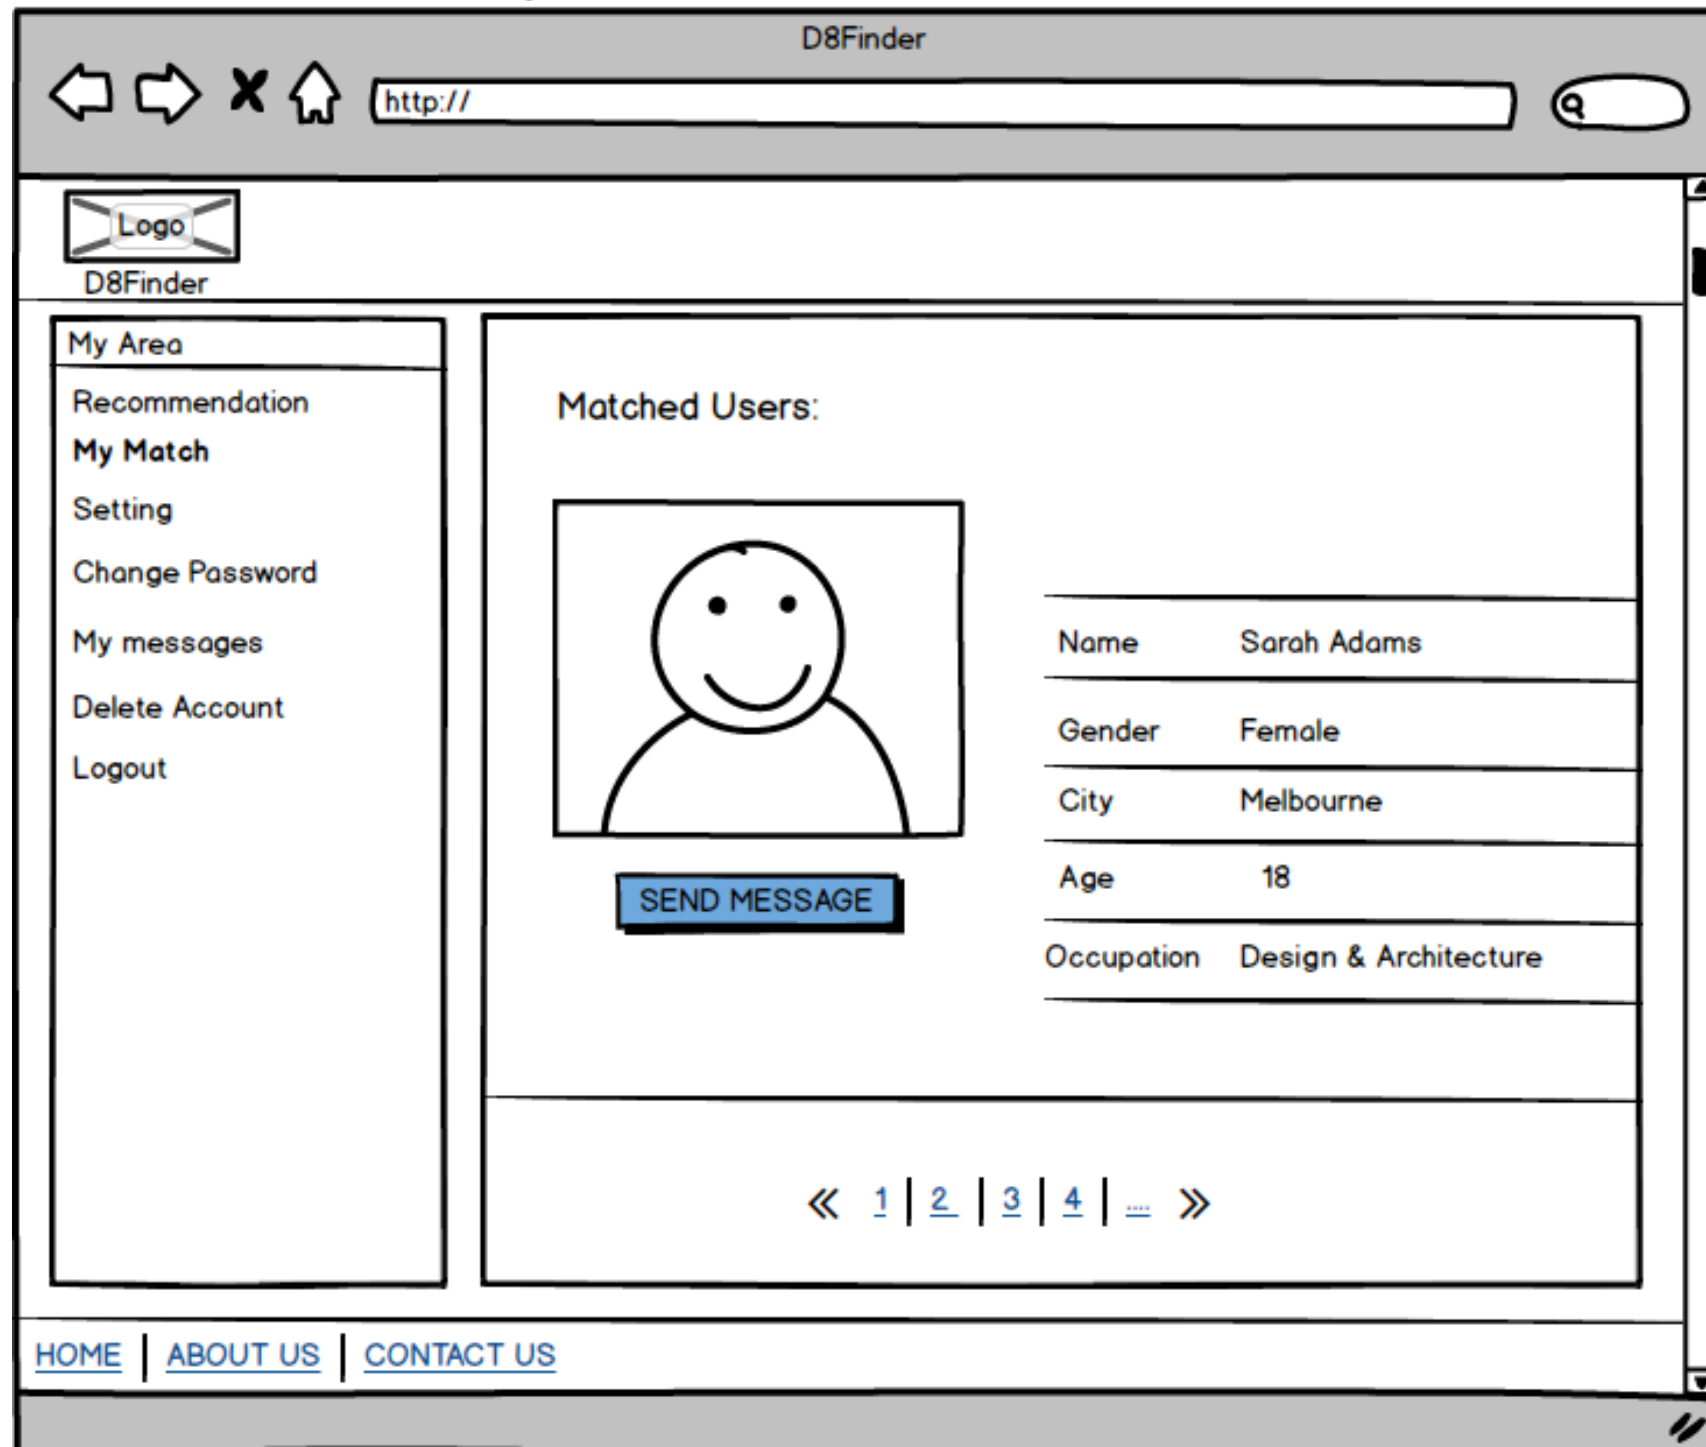 D8Finder
http://
Logo
D8Finder
My Area
Recommendation
My Match
Setting
Change Password
My messages
Delete Account
Logout
Matched Users:
SEND MESSAGE
Name Sarah Adams
Gender Female
City Melbourne
Age 18
Occupation Design & Architecture
« 1 | 2 | 3 | 4 | .... »
HOME | ABOUT US | CONTACT US